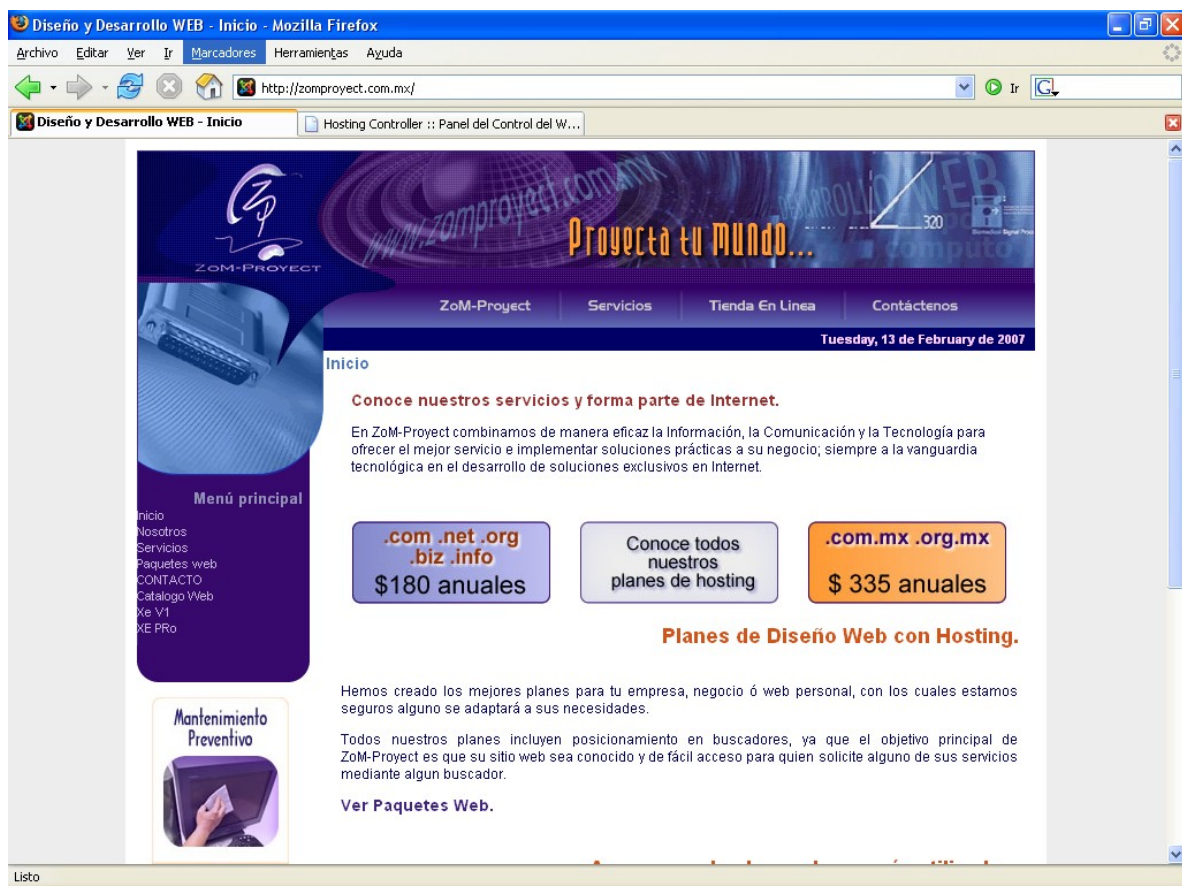 Diseño y Desarrollo WEB - Inicio - Mozilla Firefox
Archivo Editar Ver Ir Marcadores Herramientas Ayuda
http://zomproyect.com.mx/
Ir
Diseño y Desarrollo WEB - Inicio
Hosting Controller :: Panel del Control del W...
www.zomproyect.com.mx
DESARROLLO WEB
320
computo
Proyecta tu mundo...
ZoM-Proyect
ZoM-Proyect Servicios Tienda En Linea Contáctenos
Tuesday, 13 de February de 2007
Inicio
Conoce nuestros servicios y forma parte de Internet.
En ZoM-Proyect combinamos de manera eficaz la Información, la Comunicación y la Tecnología para
ofrecer el mejor servicio e implementar soluciones prácticas a su negocio; siempre a la vanguardia
tecnológica en el desarrollo de soluciones exclusivos en Internet.
Menú principal
Inicio
Nosotros
Servicios
Paquetes web
CONTACTO
Catalogo Web
Xe V1
XE PRo
.com .net .org
.biz .info
$180 anuales
Conoce todos
nuestros
planes de hosting
.com.mx .org.mx
$ 335 anuales
Planes de Diseño Web con Hosting.
Hemos creado los mejores planes para tu empresa, negocio ó web personal, con los cuales estamos
seguros alguno se adaptará a sus necesidades.
Todos nuestros planes incluyen posicionamiento en buscadores, ya que el objetivo principal de
ZoM-Proyect es que su sitio web sea conocido y de fácil acceso para quien solicite alguno de sus servicios
mediante algun buscador.
Ver Paquetes Web.
Mantenimiento
Preventivo
Listo